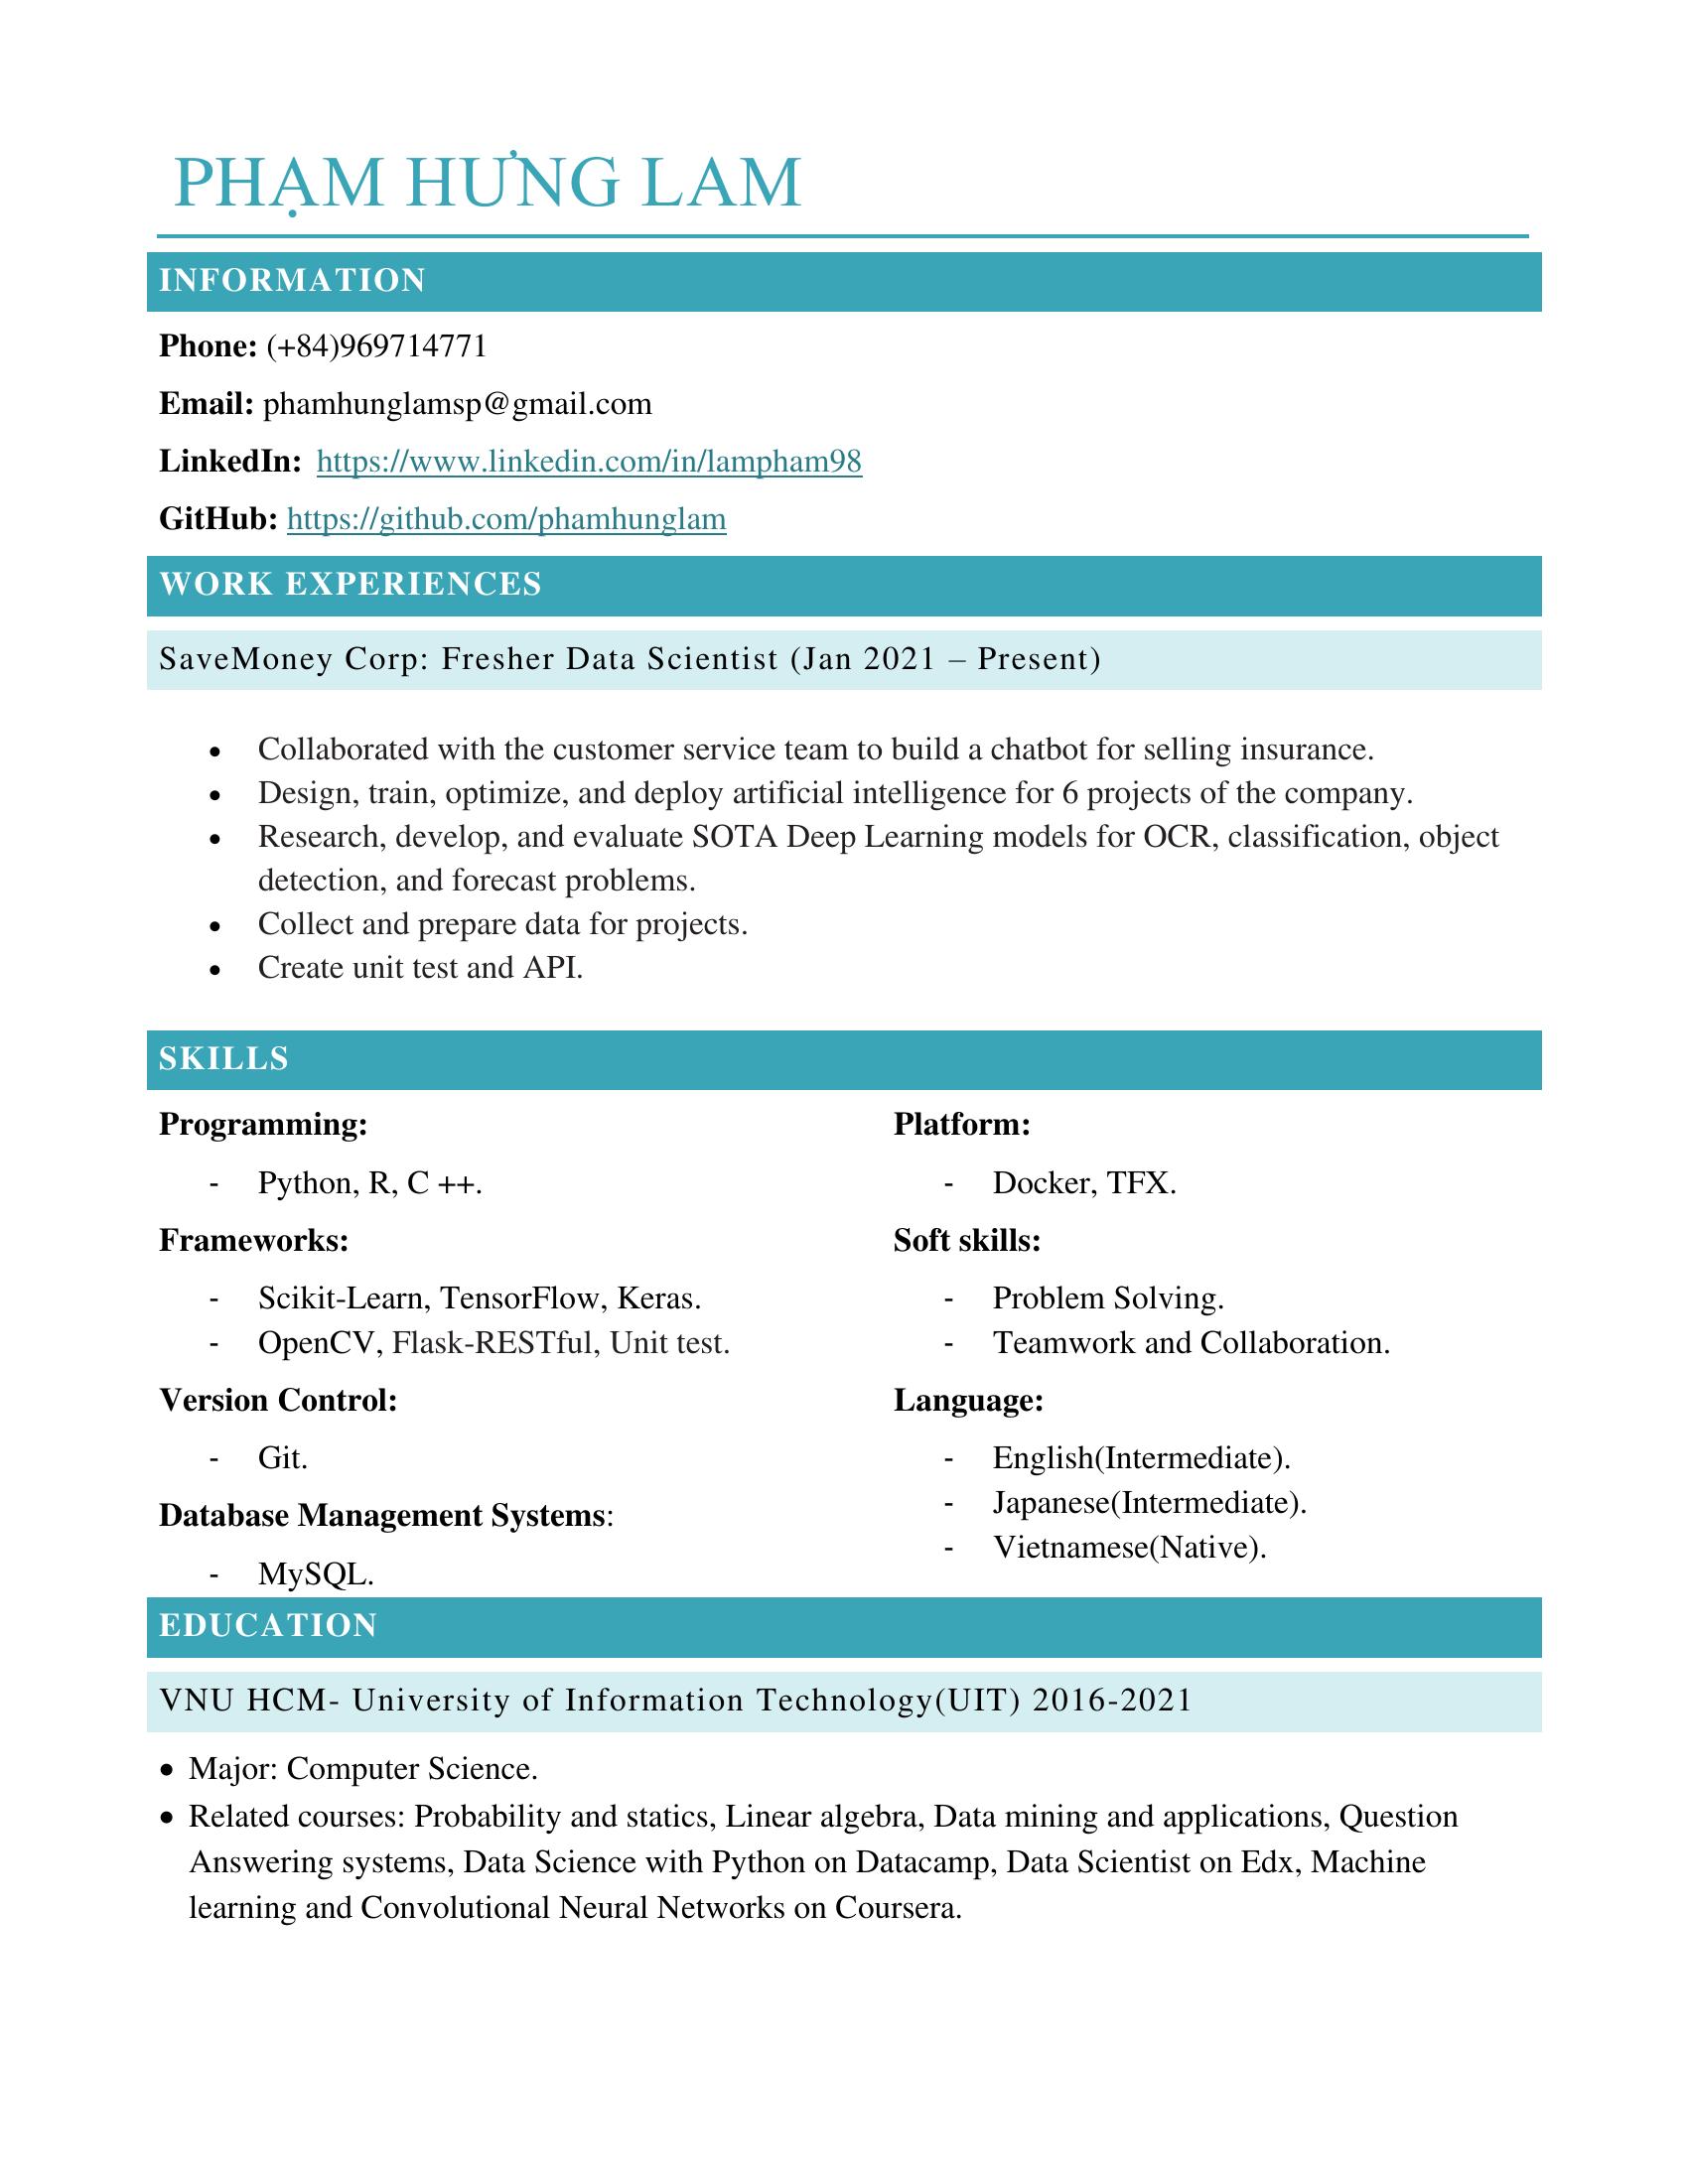 PHẠM HƯNG LAM
INFORMATION
Phone: (+84)969714771
Email: phamhunglamsp@gmail.com
LinkedIn: https://www.linkedin.com/in/lampham98
GitHub: https://github.com/phamhunglam
WORK EXPERIENCES
SaveMoney Corp: Fresher Data Scientist (Jan 2021 – Present)
• Collaborated with the customer service team to build a chatbot for selling insurance.
• Design, train, optimize, and deploy artificial intelligence for 6 projects of the company.
• Research, develop, and evaluate SOTA Deep Learning models for OCR, classification, object
detection, and forecast problems.
• Collect and prepare data for projects.
• Create unit test and API.
SKILLS
Programming:
- Python, R, C ++.
Frameworks:
- Scikit-Learn, TensorFlow, Keras.
- OpenCV, Flask-RESTful, Unit test.
Version Control:
- Git.
Database Management Systems:
- MySQL.
Platform:
- Docker, TFX.
Soft skills:
- Problem Solving.
- Teamwork and Collaboration.
Language:
- English(Intermediate).
- Japanese(Intermediate).
- Vietnamese(Native).
EDUCATION
VNU HCM- University of Information Technology(UIT) 2016-2021
• Major: Computer Science.
• Related courses: Probability and statics, Linear algebra, Data mining and applications, Question
Answering systems, Data Science with Python on Datacamp, Data Scientist on Edx, Machine
learning and Convolutional Neural Networks on Coursera.